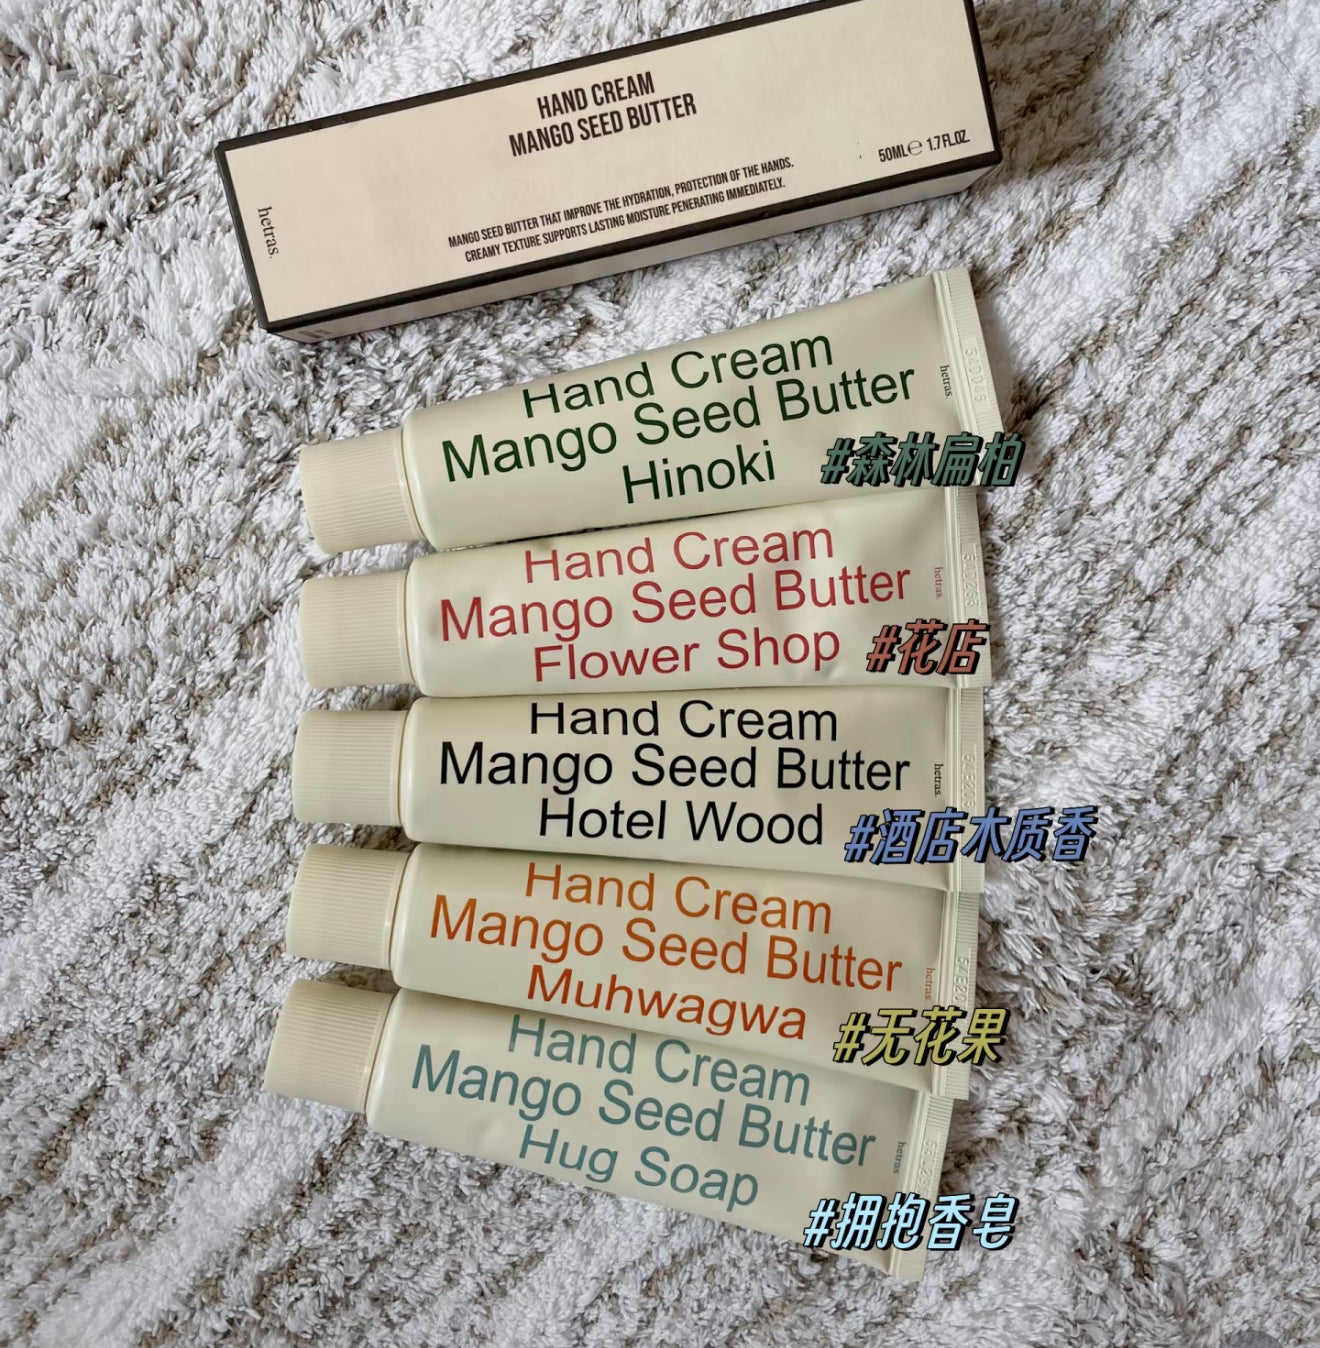 HAND CREAM
MANGO SEED BUTTER
50ML℮ 1.7 FL.OZ.
MANGO SEED BUTTER THAT IMPROVE THE HYDRATION, PROTECTION OF THE HANDS.
CREAMY TEXTURE SUPPORTS LASTING MOISTURE PENERATING IMMEDIATELY.
hetras.
Hand Cream
Mango Seed Butter
Hinoki
hetras.
#森林扁柏
Hand Cream
Mango Seed Butter
Flower Shop
hetras.
#花店
Hand Cream
Mango Seed Butter
Hotel Wood
hetras.
#酒店木质香
Hand Cream
Mango Seed Butter
Muhwagwa
hetras.
#无花果
Hand Cream
Mango Seed Butter
Hug Soap
hetras.
#拥抱香皂